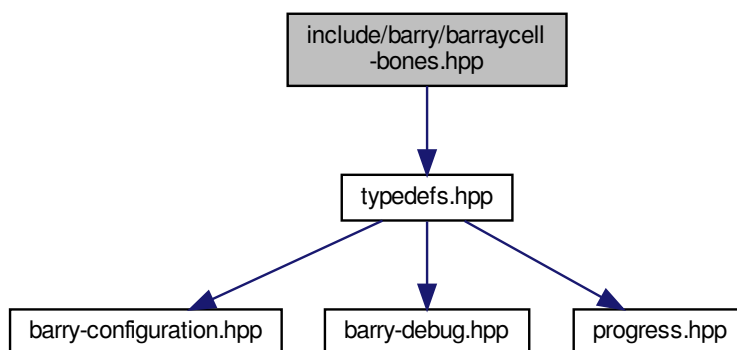 include/barry/barraycell
-bones.hpp
typedefs.hpp
barry-configuration.hpp
barry-debug.hpp
progress.hpp